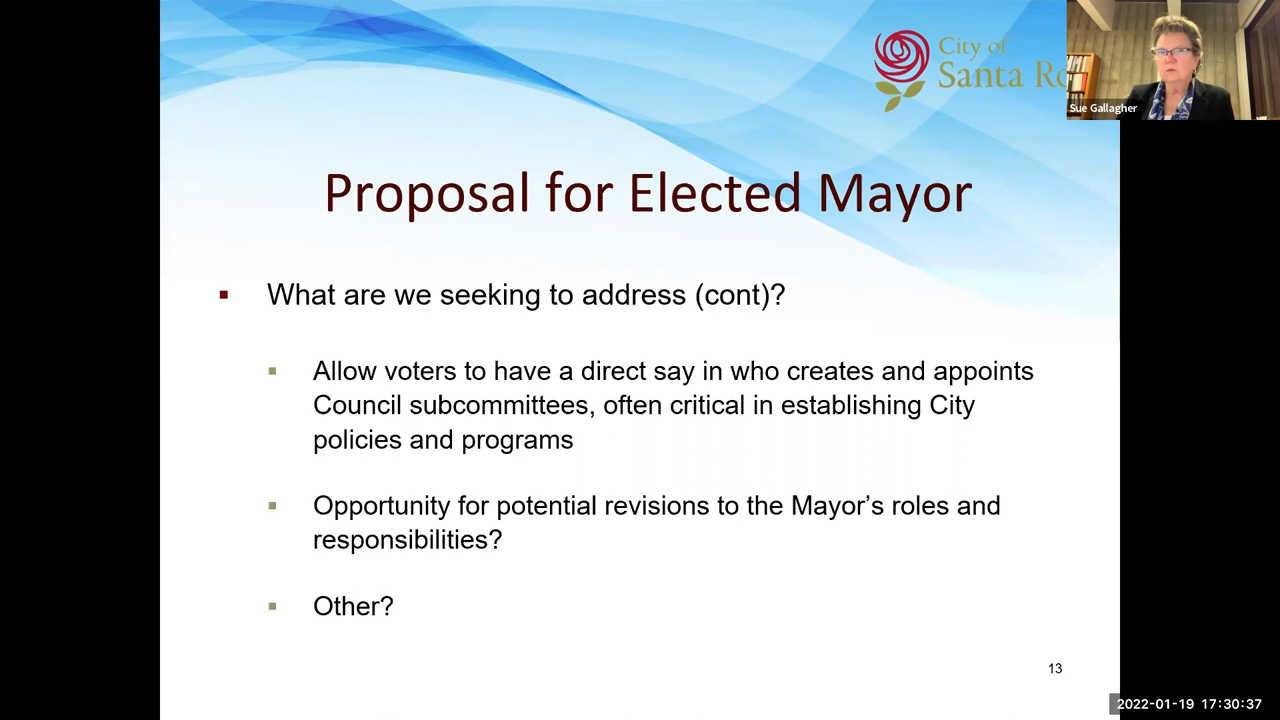 City of
Santa Ro
Sue Gallagher
Proposal for Elected Mayor
What are we seeking to address (cont)?
Allow voters to have a direct say in who creates and appoints
Council subcommittees, often critical in establishing City
policies and programs
Opportunity for potential revisions to the Mayor’s roles and
responsibilities?
Other?
13
2022-01-19 17:30:37